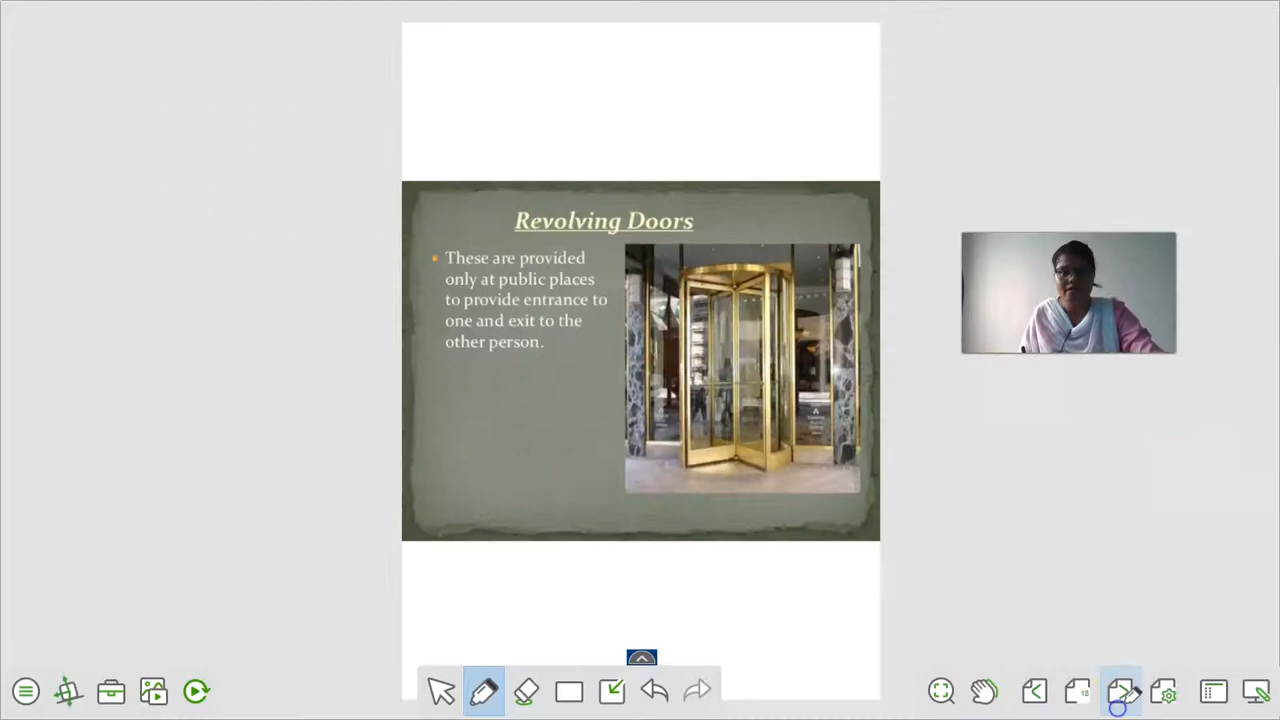 Revolving Doors
These are provided
only at public places
to provide entrance to
one and exit to the
other person.
18